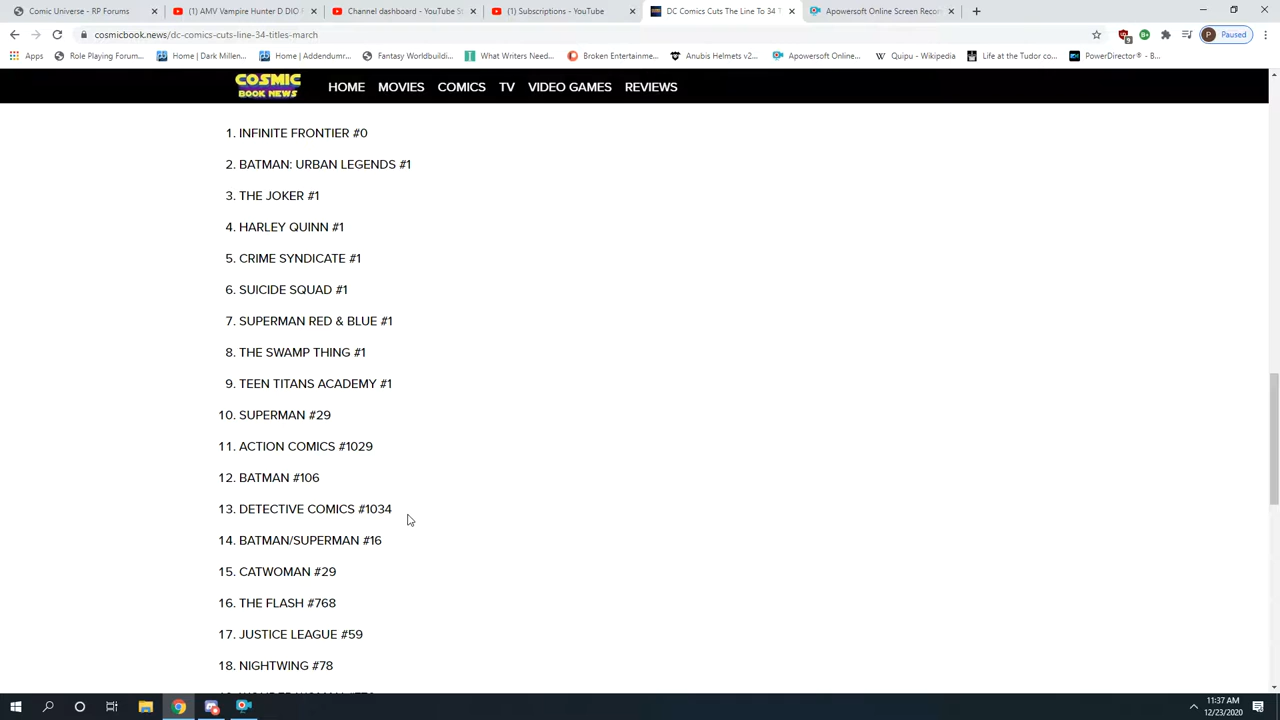 Comic Universe - RP Forums
(1) AMV Vampire Hunter D DIO F
Channel dashboard - YouTube St
(1) Subscriptions - YouTube
DC Comics Cuts The Line To 34 T
Apowersoft Online Screen Recor
cosmicbook.news/dc-comics-cuts-line-34-titles-march
Paused
Apps
Role Playing Forum...
Home | Dark Millen...
Home | Addendumr...
Fantasy Worldbuildi...
What Writers Need...
Broken Entertainme...
Anubis Helmets v2...
Apowersoft Online...
Quipu - Wikipedia
Life at the Tudor co...
PowerDirector® - B...
COSMIC
BOOK NEWS
HOME MOVIES COMICS TV VIDEO GAMES REVIEWS
1. INFINITE FRONTIER #0
2. BATMAN: URBAN LEGENDS #1
3. THE JOKER #1
4. HARLEY QUINN #1
5. CRIME SYNDICATE #1
6. SUICIDE SQUAD #1
7. SUPERMAN RED & BLUE #1
8. THE SWAMP THING #1
9. TEEN TITANS ACADEMY #1
10. SUPERMAN #29
11. ACTION COMICS #1029
12. BATMAN #106
13. DETECTIVE COMICS #1034
14. BATMAN/SUPERMAN #16
15. CATWOMAN #29
16. THE FLASH #768
17. JUSTICE LEAGUE #59
18. NIGHTWING #78
11:37 AM
12/23/2020